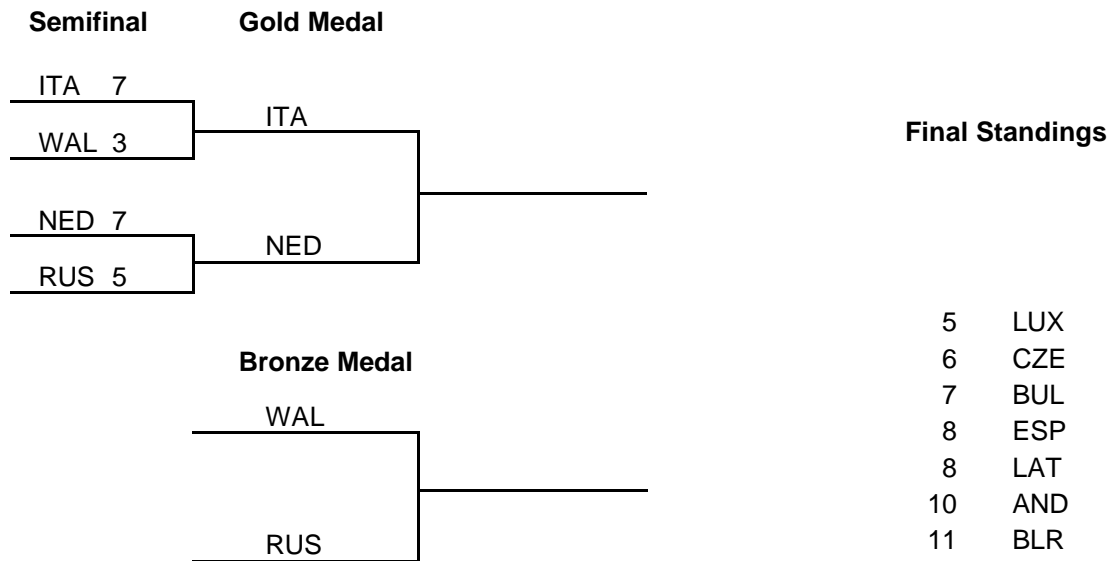 Semifinal Gold Medal
ITA 7
ITA
WAL 3
Final Standings
NED 7
NED
RUS 5
5 LUX
6 CZE
Bronze Medal
7 BUL
WAL
8 ESP
8 LAT
10 AND
11 BLR
RUS